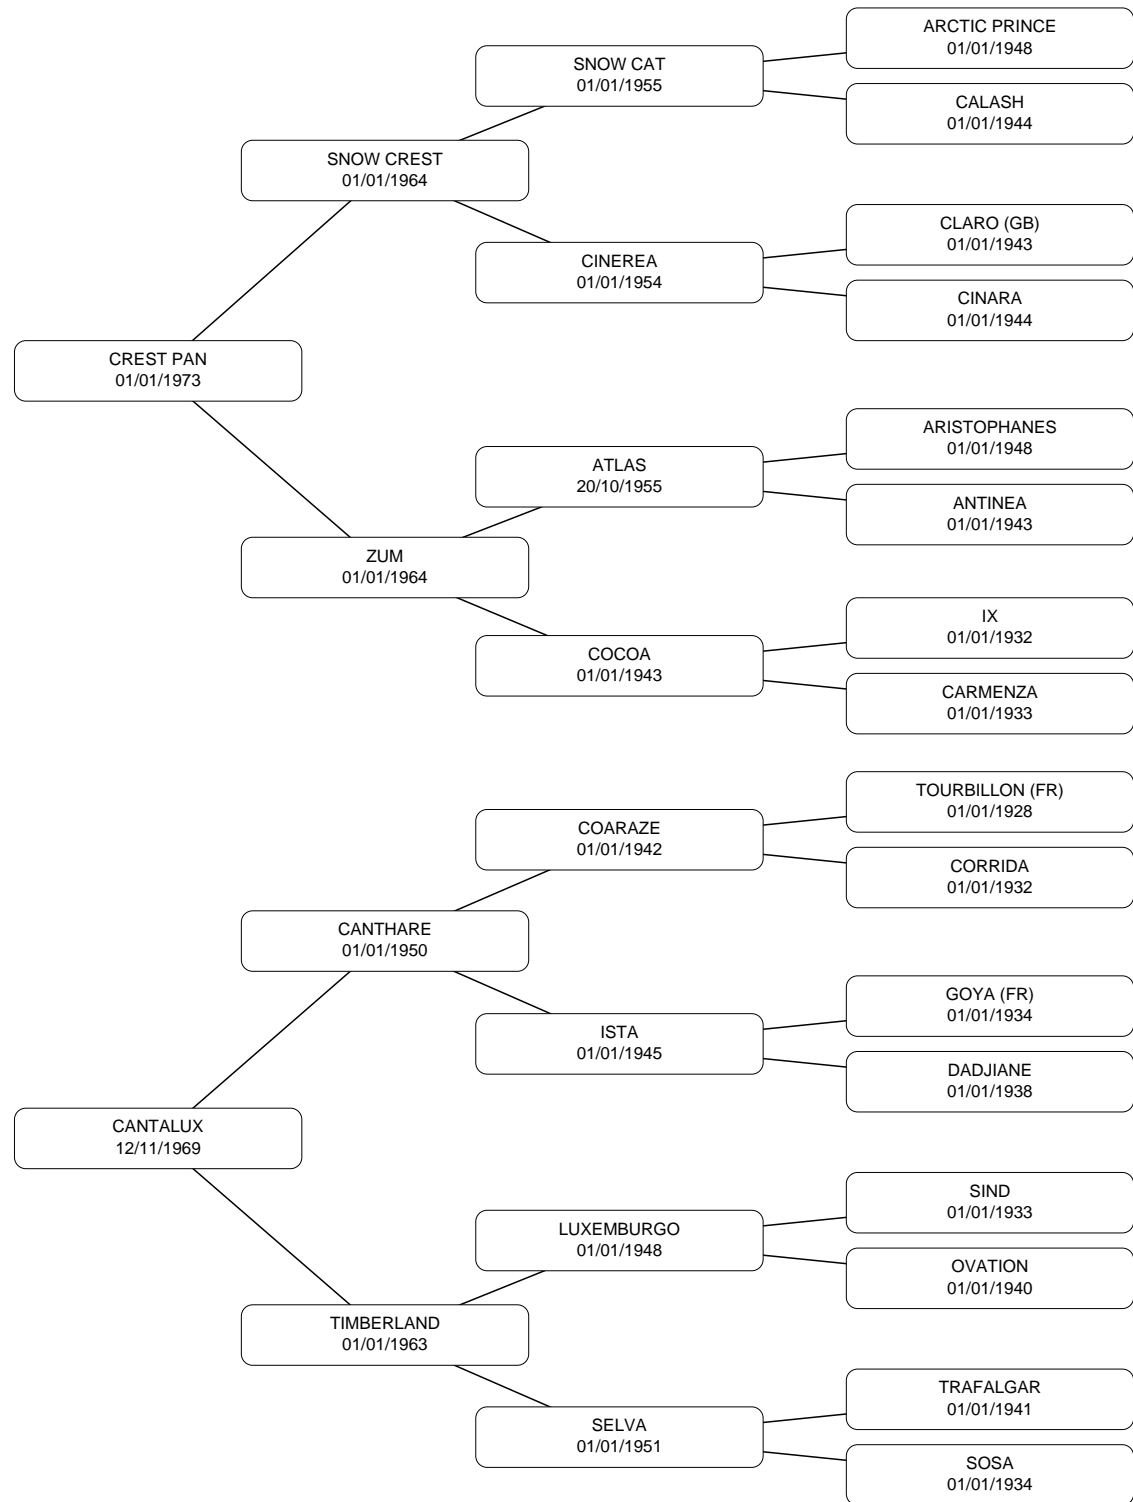 ARCTIC PRINCE
01/01/1948
SNOW CAT
01/01/1955
CALASH
01/01/1944
SNOW CREST
01/01/1964
CLARO (GB)
01/01/1943
CINEREA
01/01/1954
CINARA
01/01/1944
CREST PAN
01/01/1973
ARISTOPHANES
01/01/1948
ATLAS
20/10/1955
ANTINEA
01/01/1943
ZUM
01/01/1964
IX
01/01/1932
COCOA
01/01/1943
CARMENZA
01/01/1933
TOURBILLON (FR)
01/01/1928
COARAZE
01/01/1942
CORRIDA
01/01/1932
CANTHARE
01/01/1950
GOYA (FR)
01/01/1934
ISTA
01/01/1945
DADJIANE
01/01/1938
CANTALUX
12/11/1969
SIND
01/01/1933
LUXEMBURGO
01/01/1948
OVATION
01/01/1940
TIMBERLAND
01/01/1963
TRAFALGAR
01/01/1941
SELVA
01/01/1951
SOSA
01/01/1934